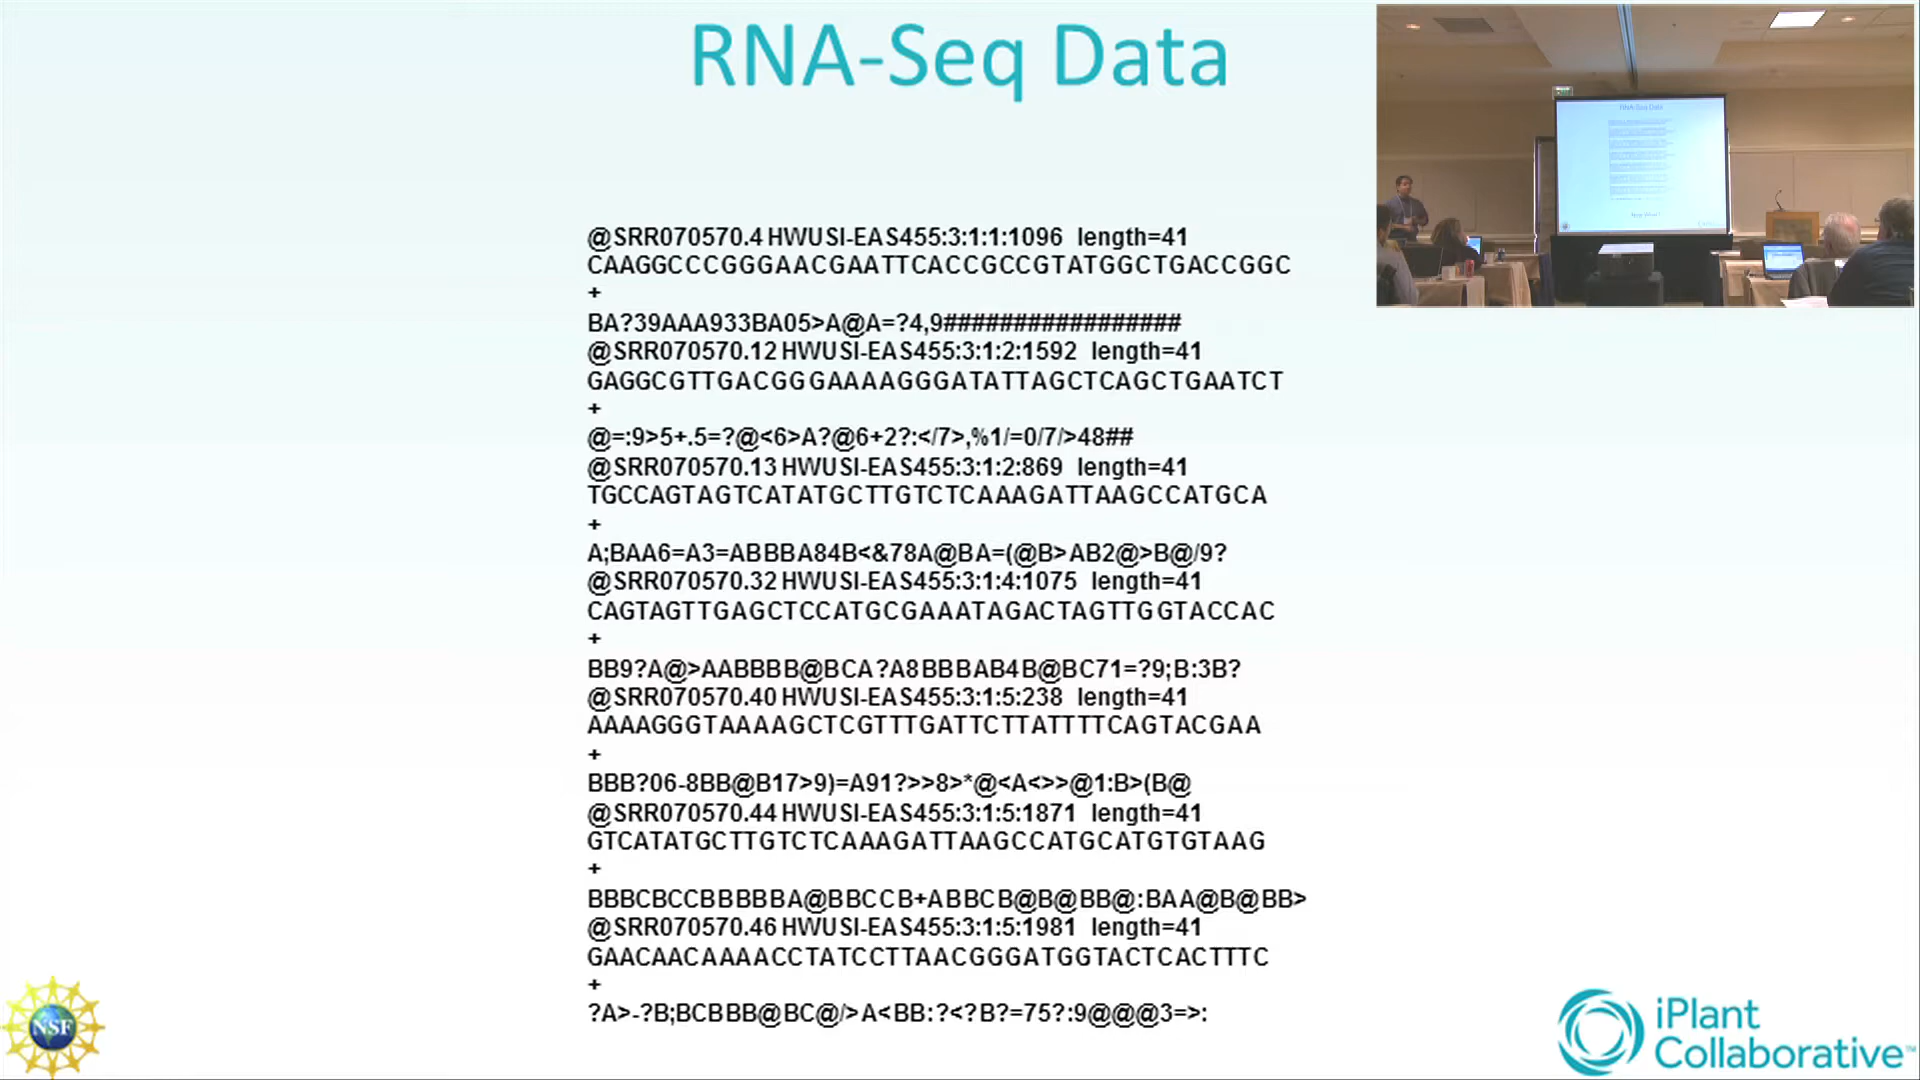 RNA-Seq Data
@SRR070570.4 HWUSI-EAS455:3:1:1:1096 length=41
CAAGGCCCGGGAACGAATTCACCGCCGTATGGCTGACCGGC
+
BA?39AAA933BA05>A@A=?4,9#################
@SRR070570.12 HWUSI-EAS455:3:1:2:1592 length=41
GAGGCGTTGACGGGAAAAGGGATATTAGCTCAGCTGAATCT
+
@=:9>5+.5=?@<6>A?@6+2?:</7>,%1/=0/7/>48##
@SRR070570.13 HWUSI-EAS455:3:1:2:869 length=41
TGCCAGTAGTCATATGCTTGTCTCAAAGATTAAGCCATGCA
+
A;BAA6=A3=ABBBA84B<&78A@BA=(@B>AB2@>B@/9?
@SRR070570.32 HWUSI-EAS455:3:1:4:1075 length=41
CAGTAGTTGAGCTCCATGCGAAATAGACTAGTTGGTACCAC
+
BB9?A@>AABBBB@BCA?A8BBBAB4B@BC71=?9;B:3B?
@SRR070570.40 HWUSI-EAS455:3:1:5:238 length=41
AAAAGGGTAAAAGCTCGTTTGATTCTTATTTTCAGTACGAA
+
BBB?06-8BB@B17>9)=A91?>>8>*@<A<>>@1:B>(B@
@SRR070570.44 HWUSI-EAS455:3:1:5:1871 length=41
GTCATATGCTTGTCTCAAAGATTAAGCCATGCATGTGTAAG
+
BBBCBCCBBBBBA@BBCCB+ABBCB@B@BB@:BAA@B@BB>
@SRR070570.46 HWUSI-EAS455:3:1:5:1981 length=41
GAACAACAAAACCTATCCTTAACGGGATGGTACTCACTTTC
+
?A>-?B;BCBBB@BC@/>A<BB:?<?B?=75?:9@@@3=>:
NSF
iPlant
Collaborative™